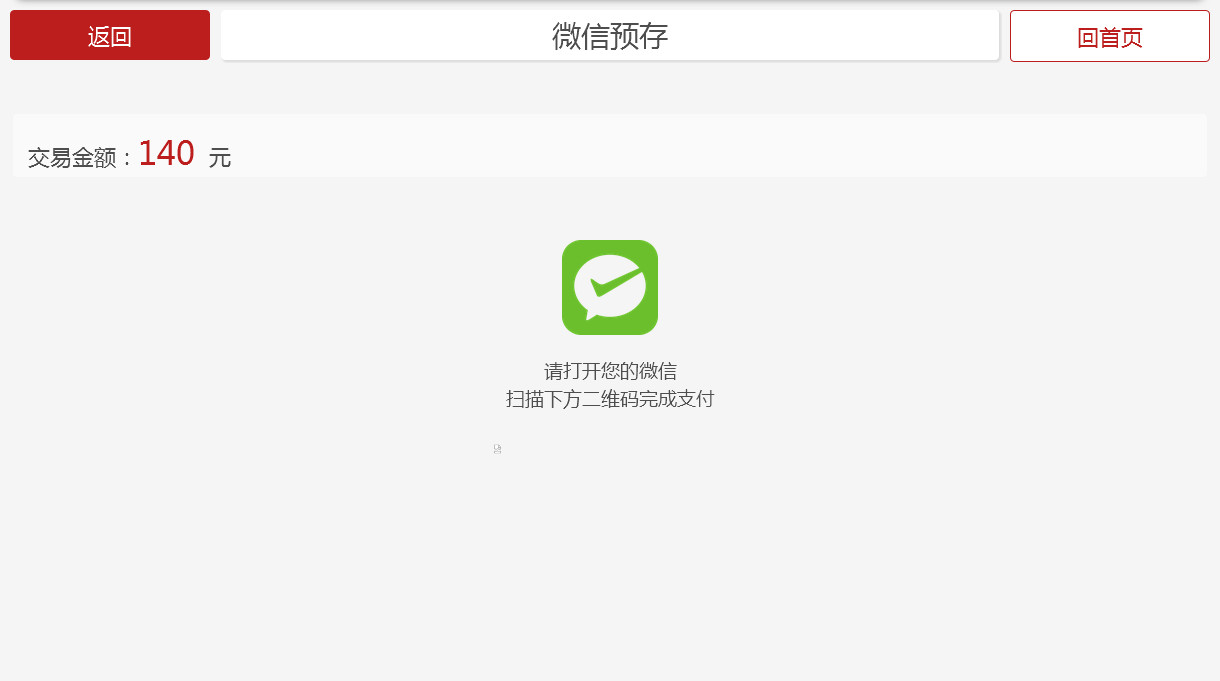 返回
微信预存
回首页
交易金额：140 元
请打开您的微信
扫描下方二维码完成支付